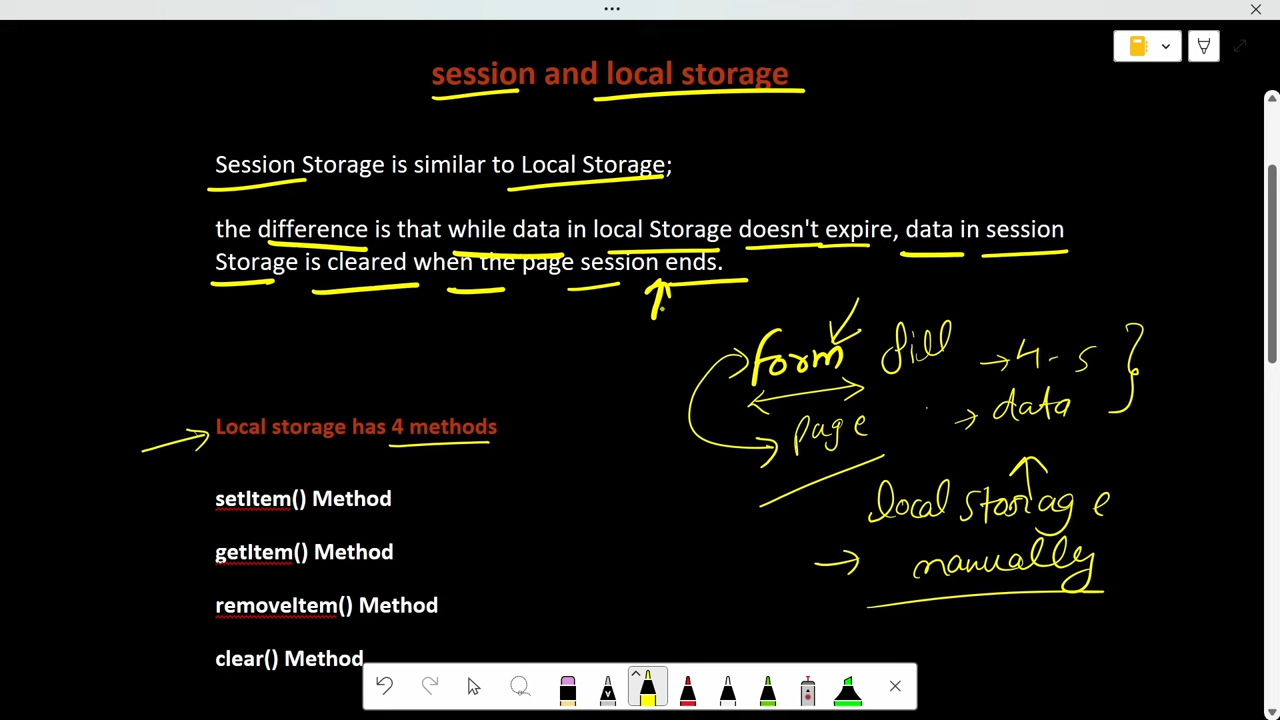 session and local storage
Session Storage is similar to Local Storage;
the difference is that while data in local Storage doesn't expire, data in session
Storage is cleared when the page session ends.
form fill → 4-5
page → data
Local storage has 4 methods
local storage
→ manually
setItem() Method
getItem() Method
removeItem() Method
clear() Method